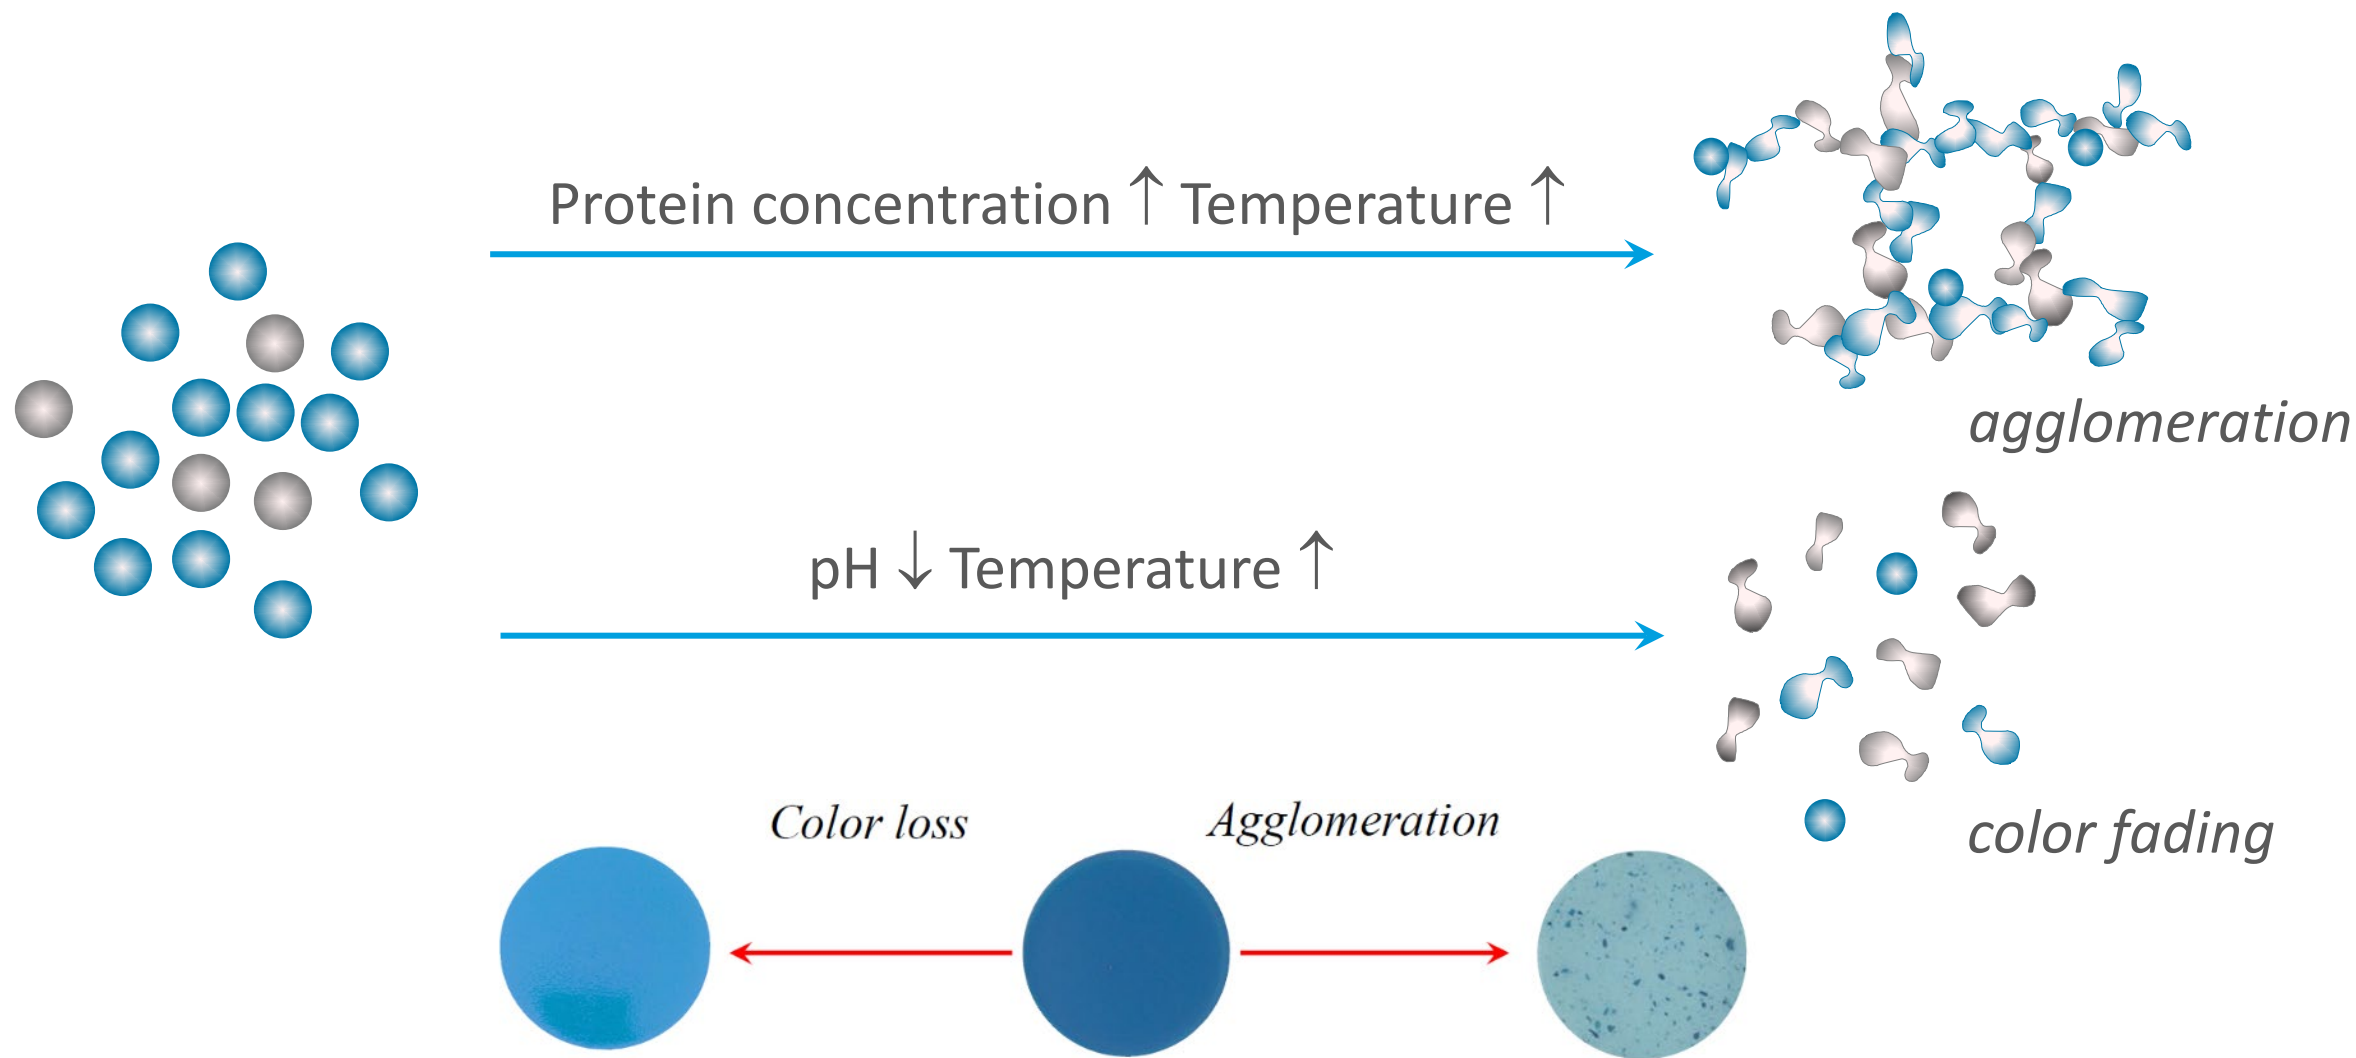 Protein concentration ↑ Temperature ↑
agglomeration
pH ↓ Temperature ↑
color fading
Color loss
Agglomeration